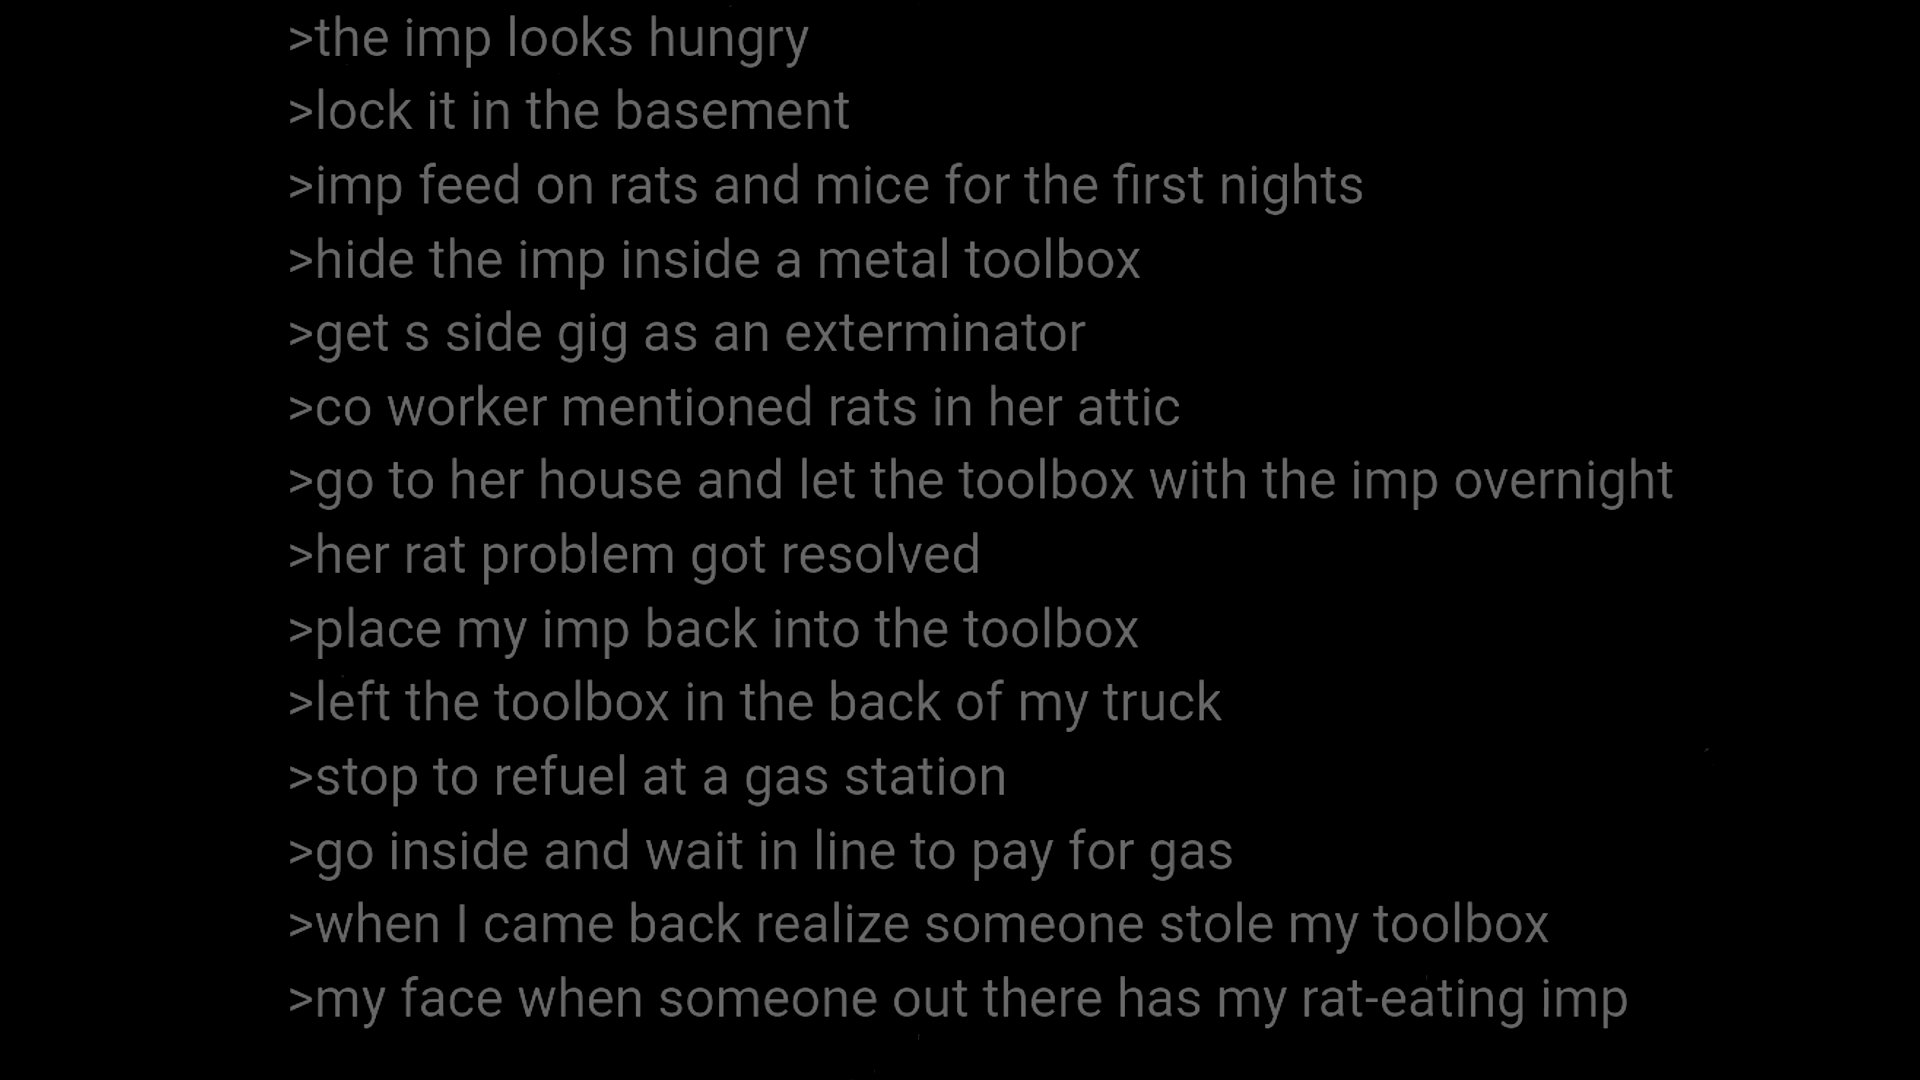 >the imp looks hungry
>lock it in the basement
>imp feed on rats and mice for the first nights
>hide the imp inside a metal toolbox
>get s side gig as an exterminator
>co worker mentioned rats in her attic
>go to her house and let the toolbox with the imp overnight
>her rat problem got resolved
>place my imp back into the toolbox
>left the toolbox in the back of my truck
>stop to refuel at a gas station
>go inside and wait in line to pay for gas
>when I came back realize someone stole my toolbox
>my face when someone out there has my rat-eating imp